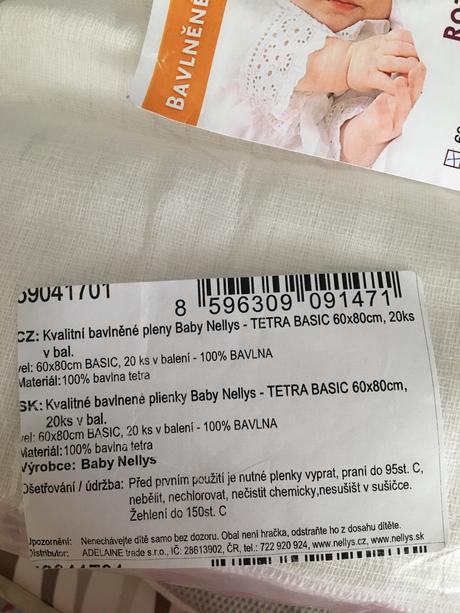 BAVLNĚNÉ
59041701
8 596309 091471
CZ: Kvalitní bavlněné pleny Baby Nellys - TETRA BASIC 60x80cm, 20ks
v bal.
vel: 60x80cm BASIC, 20 ks v balení - 100% BAVLNA
Materiál:100% bavlna tetra
SK: Kvalitné bavlnené plienky Baby Nellys - TETRA BASIC 60x80cm,
20ks v bal.
vel: 60x80cm BASIC, 20 ks v balení - 100% BAVLNA
Materiál:100% bavlna tetra
Výrobce: Baby Nellys
Ošetřování / údržba: Před prvním použití je nutné plenky vyprat, praní do 95st. C,
nebělit, nechlorovat, nečistit chemicky,nesušišt v sušičce.
Žehlení do 150st. C
Upozornění: Nenechávejte dítě samo bez dozoru. Obal není hračka, odstraňte ho z dosahu dítěte.
Distributor: ADELAINE trade s.r.o., IČ: 28613902, ČR, tel.: 722 920 924, www.nellys.cz, www.nellys.sk